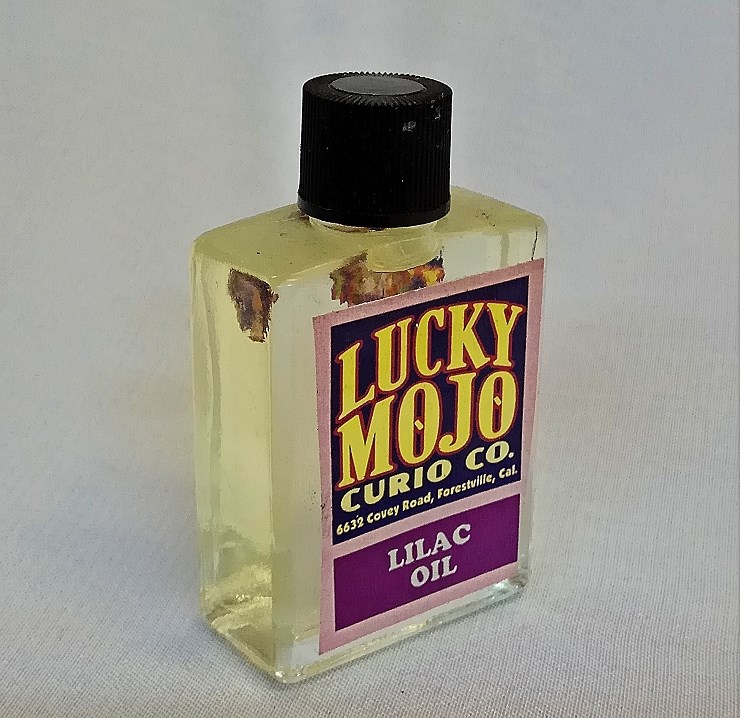 LUCKY
MOJO
CURIO CO.
6632 Covey Road, Forestville, Cal.
LILAC
OIL